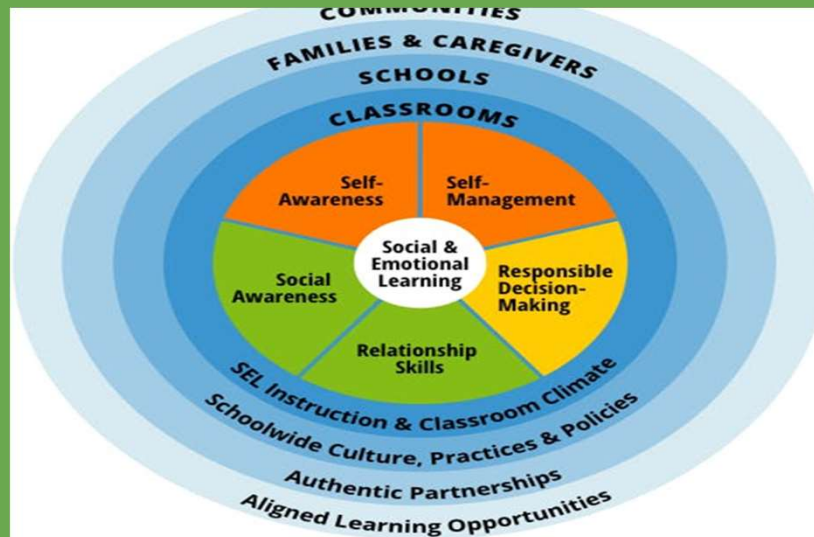 COMMUNITIES
FAMILIES & CAREGIVERS
SCHOOLS
CLASSROOMS
Self-
Awareness
Self-
Management
Social &
Emotional
Learning
Social
Awareness
Responsible
Decision-
Making
Relationship
Skills
SEL Instruction & Classroom Climate
Schoolwide Culture, Practices & Policies
Authentic Partnerships
Aligned Learning Opportunities